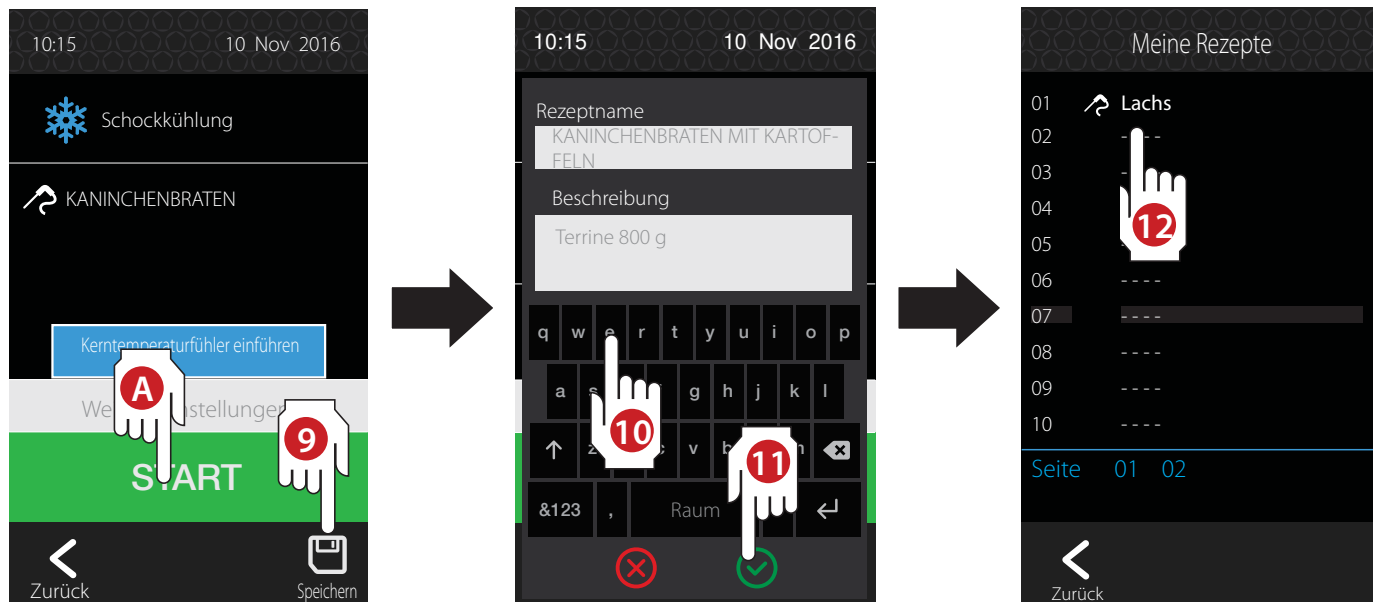 10:15 10 Nov 2016
Schockkühlung
KANINCHENBRATEN
Kerntemperaturfühler einführen
A
START
9
Zurück
Speichern
10:15 10 Nov 2016
Rezeptname
KANINCHENBRATEN MIT KARTOF-
FELN
Beschreibung
Terrine 800 g
q w e r t y u i o p
a s g h j k l
10
z v b
11
&123 , Raum
Meine Rezepte
01 Lachs
02
03
04
12
05
06 - - - -
07 - - - -
08 - - - -
09 - - - -
10 - - - -
Seite 01 02
Zurück